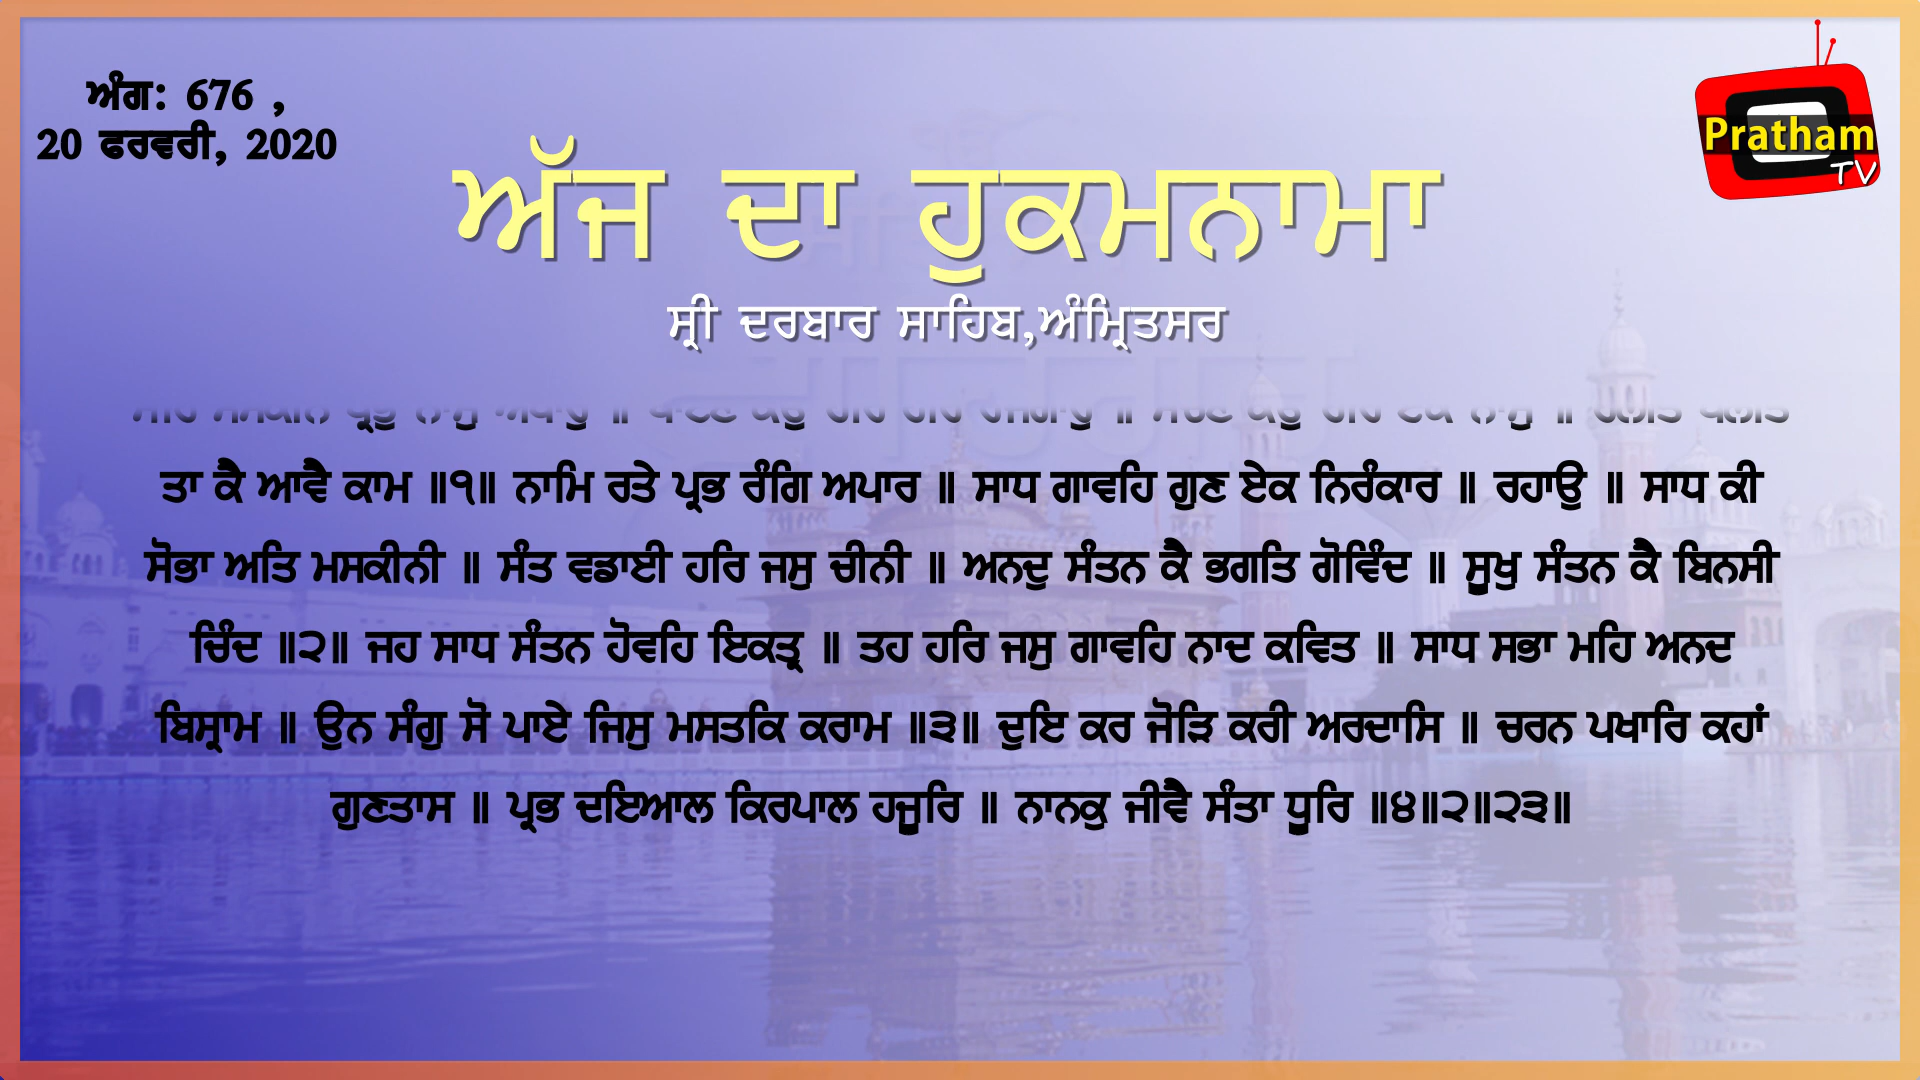 ਅੰਗ: 676 ,
20 ਫਰਵਰੀ, 2020
Pratham
TV
ਅੱਜ ਦਾ ਹੁਕਮਨਾਮਾ
ਸ੍ਰੀ ਦਰਬਾਰ ਸਾਹਿਬ,ਅੰਮ੍ਰਿਤਸਰ
ਤਾ ਕੈ ਆਵੈ ਕਾਮ ॥੧॥ ਨਾਮਿ ਰਤੇ ਪ੍ਰਭ ਰੰਗਿ ਅਪਾਰ ॥ ਸਾਧ ਗਾਵਹਿ ਗੁਣ ਏਕ ਨਿਰੰਕਾਰ ॥ ਰਹਾਉ ॥ ਸਾਧ ਕੀ
ਸੋਭਾ ਅਤਿ ਮਸਕੀਨੀ ॥ ਸੰਤ ਵਡਾਈ ਹਰਿ ਜਸੁ ਚੀਨੀ ॥ ਅਨਦੁ ਸੰਤਨ ਕੈ ਭਗਤਿ ਗੋਵਿੰਦ ॥ ਸੂਖੁ ਸੰਤਨ ਕੈ ਬਿਨਸੀ
ਚਿੰਦ ॥੨॥ ਜਹ ਸਾਧ ਸੰਤਨ ਹੋਵਹਿ ਇਕਤ੍ਰ ॥ ਤਹ ਹਰਿ ਜਸੁ ਗਾਵਹਿ ਨਾਦ ਕਵਿਤ ॥ ਸਾਧ ਸਭਾ ਮਹਿ ਅਨਦ
ਬਿਸ੍ਰਾਮ ॥ ਉਨ ਸੰਗੁ ਸੋ ਪਾਏ ਜਿਸੁ ਮਸਤਕਿ ਕਰਾਮ ॥੩॥ ਦੁਇ ਕਰ ਜੋੜਿ ਕਰੀ ਅਰਦਾਸਿ ॥ ਚਰਨ ਪਖਾਰਿ ਕਹਾਂ
ਗੁਣਤਾਸ ॥ ਪ੍ਰਭ ਦਇਆਲ ਕਿਰਪਾਲ ਹਜੂਰਿ ॥ ਨਾਨਕੁ ਜੀਵੈ ਸੰਤਾ ਧੂਰਿ ॥੪॥੨॥੨੩॥